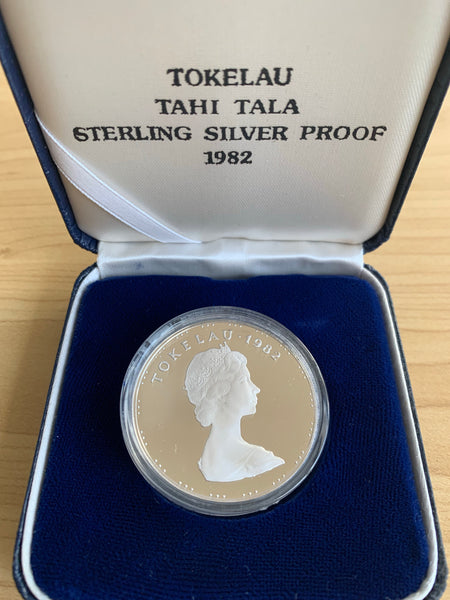 TOKELAU
TAHI TALA
STERLING SILVER PROOF
1982
TOKELAU · 1982